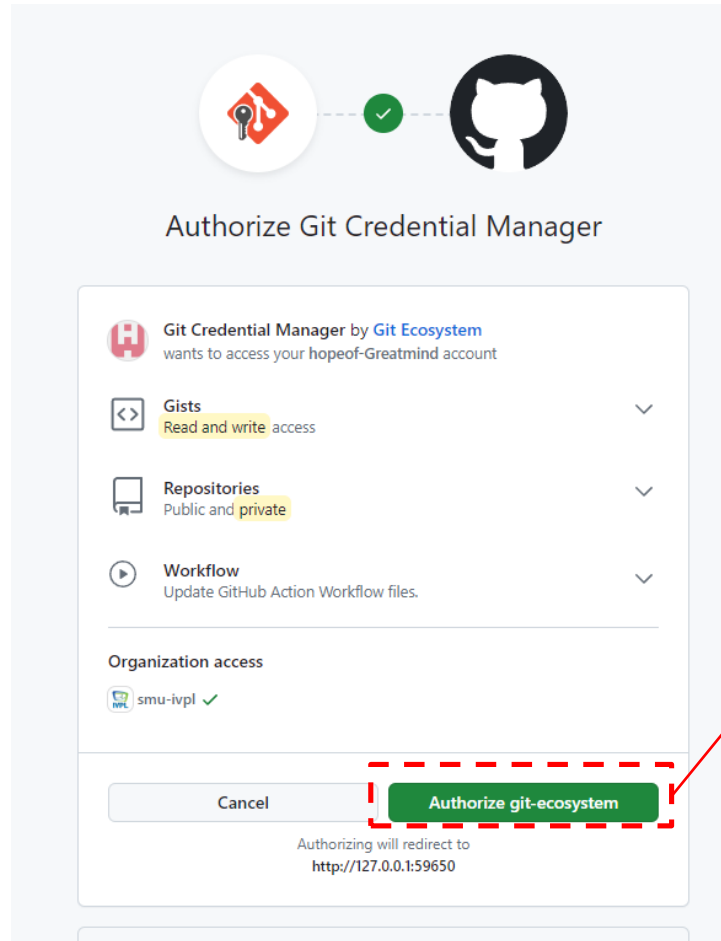 Authorize Git Credential Manager
Git Credential Manager by Git Ecosystem
wants to access your hopeof-Greatmind account
Gists
Read and write access
Repositories
Public and private
Workflow
Update GitHub Action Workflow files.
Organization access
IVPL smu-ivpl
Cancel
Authorize git-ecosystem
Authorizing will redirect to
http://127.0.0.1:59650